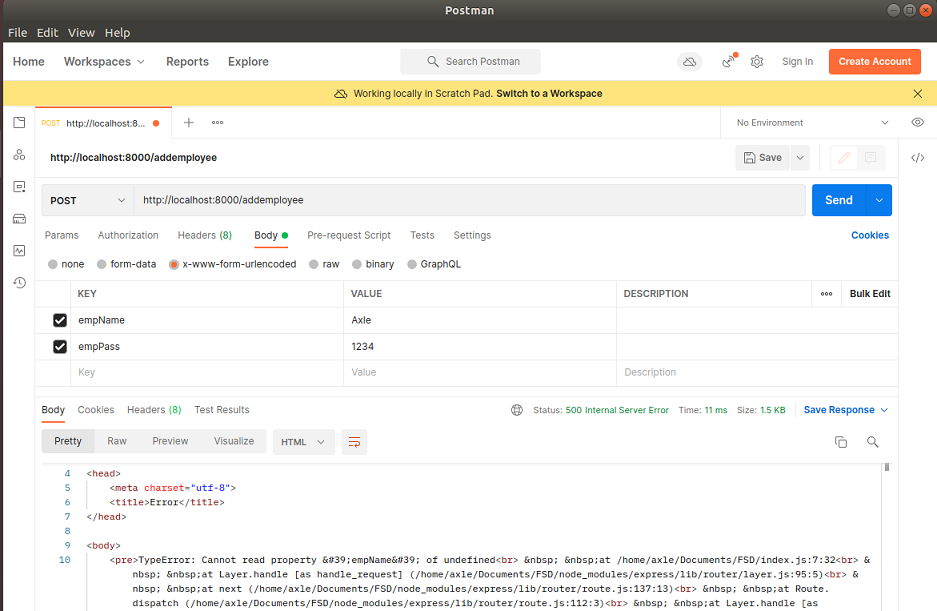 Postman
File Edit View Help
Home Workspaces Reports Explore Search Postman Sign In Create Account
Working locally in Scratch Pad. Switch to a Workspace
POST http://localhost:8... + ooo No Environment
http://localhost:8000/addemployee Save </>
POST http://localhost:8000/addemployee Send
Params Authorization Headers (8) Body Pre-request Script Tests Settings Cookies
none form-data x-www-form-urlencoded raw binary GraphQL
KEY VALUE DESCRIPTION ooo Bulk Edit
empName Axle
empPass 1234
Key Value Description
Body Cookies Headers (8) Test Results Status: 500 Internal Server Error Time: 11 ms Size: 1.5 KB Save Response
Pretty Raw Preview Visualize HTML
4 <head>
5 <meta charset="utf-8">
6 <title>Error</title>
7 </head>
8
9 <body>
10 <pre>TypeError: Cannot read property &#39;empName&#39; of undefined<br> &nbsp; &nbsp;at /home/axle/Documents/FSD/index.js:7:32<br> &
nbsp; &nbsp;at Layer.handle [as handle_request] (/home/axle/Documents/FSD/node_modules/express/lib/router/layer.js:95:5)<br> &
nbsp; &nbsp;at next (/home/axle/Documents/FSD/node_modules/express/lib/router/route.js:137:13)<br> &nbsp; &nbsp;at Route.
dispatch (/home/axle/Documents/FSD/node_modules/express/lib/router/route.js:112:3)<br> &nbsp; &nbsp;at Layer.handle [as